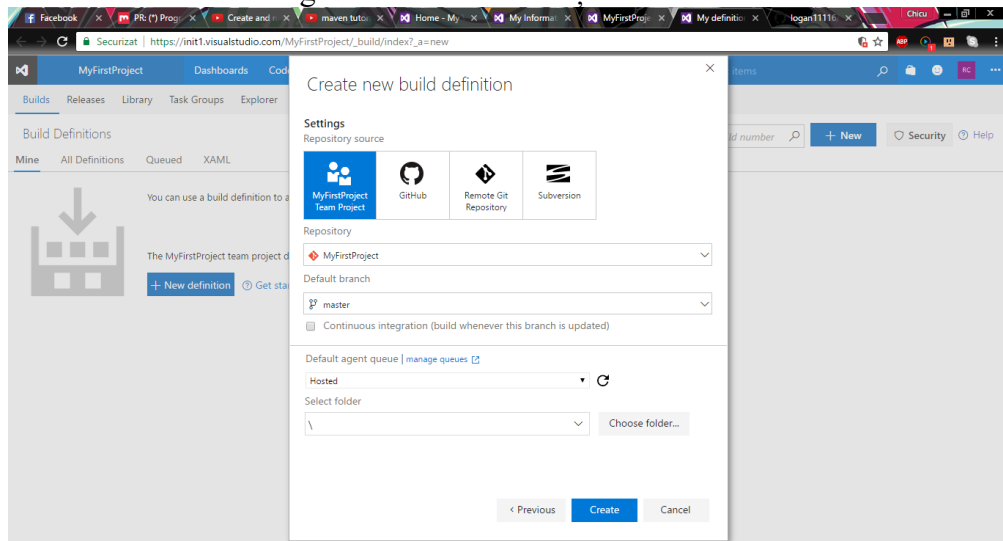 Facebook
PR: (*) Progr
Create and r
maven tutor
Home - My
My Informat
MyFirstProje
My definitio
logan11116.
Chicu
Securizat | https://init1.visualstudio.com/MyFirstProject/_build/index?_a=new
ABP
MyFirstProject Dashboards Cod
items
RC
Builds Releases Library Task Groups Explorer
Build Definitions
ld number
+ New
Security
Help
Mine All Definitions Queued XAML
You can use a build definition to a
The MyFirstProject team project d
+ New definition
Get sta
Create new build definition
Settings
Repository source
MyFirstProject
Team Project
GitHub
Remote Git
Repository
Subversion
Repository
MyFirstProject
Default branch
master
Continuous integration (build whenever this branch is updated)
Default agent queue | manage queues
Hosted
Select folder
\
Choose folder...
< Previous
Create
Cancel